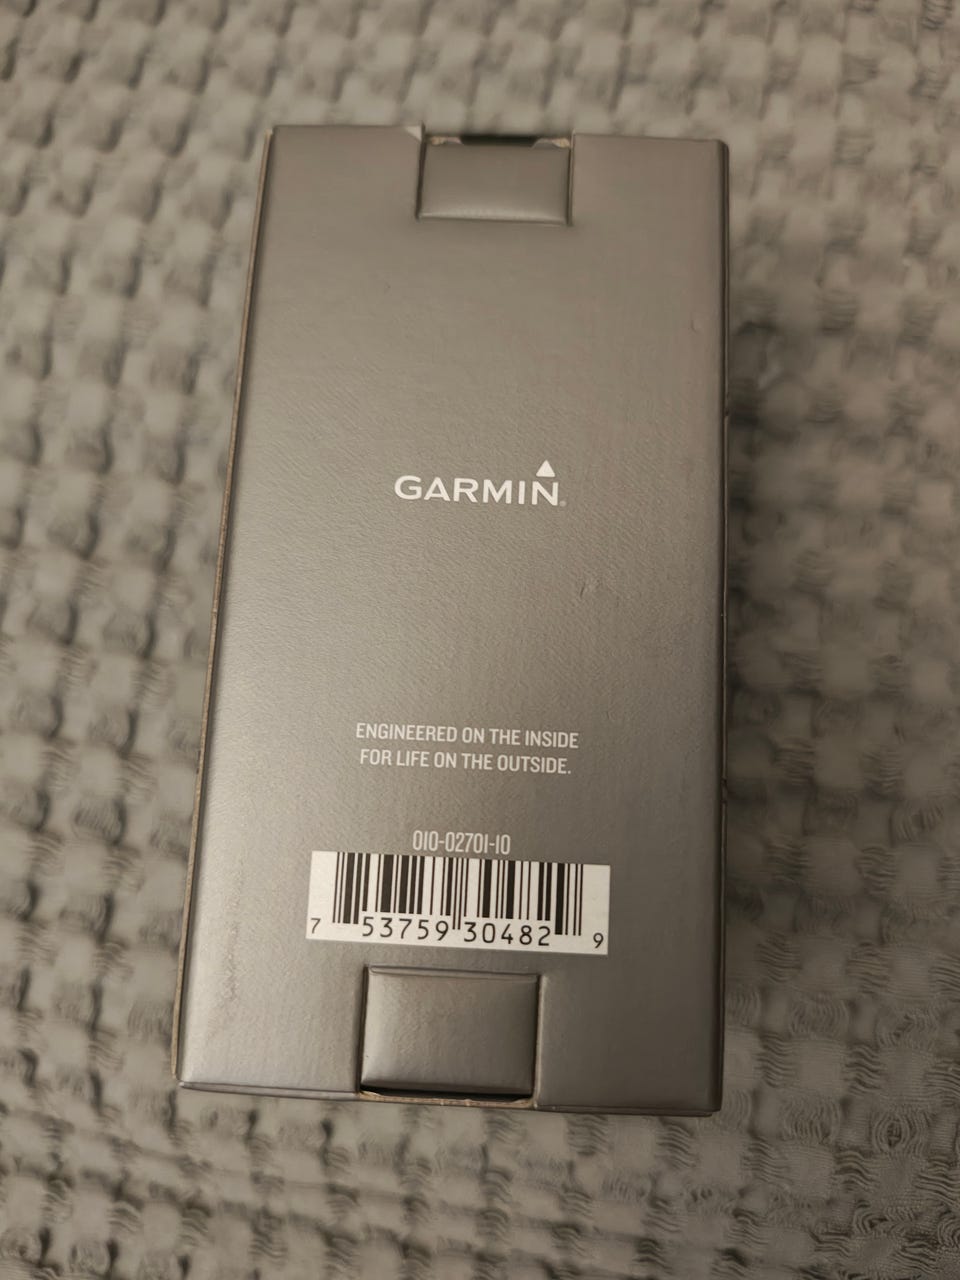 GARMIN®
ENGINEERED ON THE INSIDE
FOR LIFE ON THE OUTSIDE.
010-02701-10
7 53759 30482 9